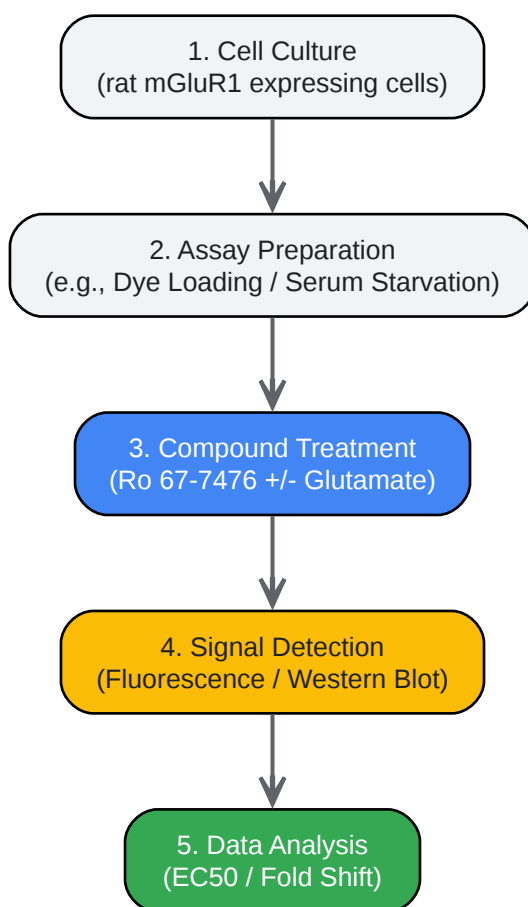 1. Cell Culture
(rat mGluR1 expressing cells)
2. Assay Preparation
(e.g., Dye Loading / Serum Starvation)
3. Compound Treatment
(Ro 67-7476 +/- Glutamate)
4. Signal Detection
(Fluorescence / Western Blot)
5. Data Analysis
(EC50 / Fold Shift)